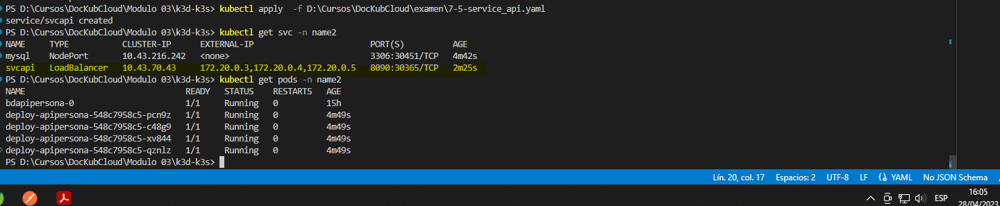 PS D:\Cursos\DocKubCloud\Modulo 03\k3d-k3s> kubectl apply  -f D:\Cursos\DocKubCloud\examen\7-5-service_api.yaml
service/svcapi created
PS D:\Cursos\DocKubCloud\Modulo 03\k3d-k3s> kubectl get svc -n name2
NAME     TYPE           CLUSTER-IP      EXTERNAL-IP                        PORT(S)          AGE
mysql    NodePort       10.43.216.242   <none>                             3306:30451/TCP   4m42s
svcapi   LoadBalancer   10.43.70.43     172.20.0.3,172.20.0.4,172.20.0.5   8090:30365/TCP   2m25s
PS D:\Cursos\DocKubCloud\Modulo 03\k3d-k3s> kubectl get pods -n name2
NAME                                 READY   STATUS    RESTARTS   AGE
bdapipersona-0                       1/1     Running   0          15h
deploy-apipersona-548c7958c5-pcn9z   1/1     Running   0          4m49s
deploy-apipersona-548c7958c5-c48g9   1/1     Running   0          4m49s
deploy-apipersona-548c7958c5-xv844   1/1     Running   0          4m49s
deploy-apipersona-548c7958c5-qznlz   1/1     Running   0          4m49s
PS D:\Cursos\DocKubCloud\Modulo 03\k3d-k3s>
Lín. 20, col. 17   Espacios: 2   UTF-8   LF   YAML   No JSON Schema
ESP   16:05
28/04/2023